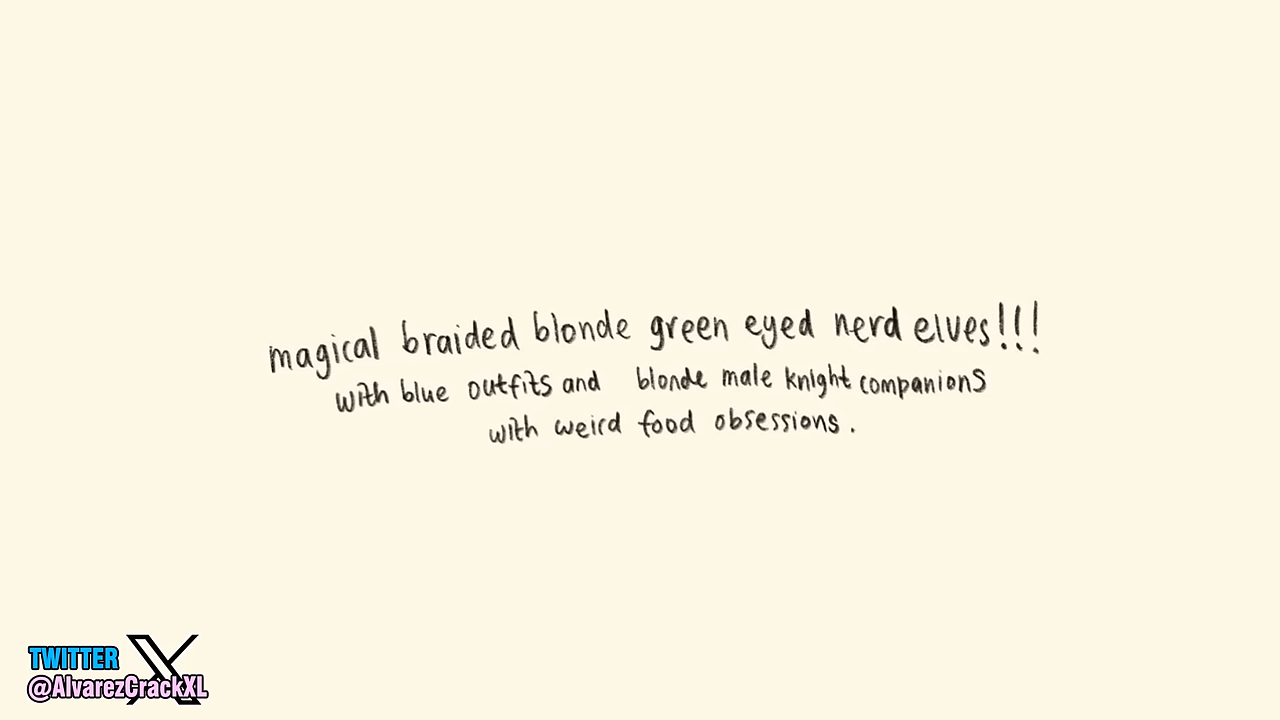 magical braided blonde green eyed nerd elves!!!
with blue outfits and blonde male knight companions
with weird food obsessions.
TWITTER X
@AlvarezCrackXL